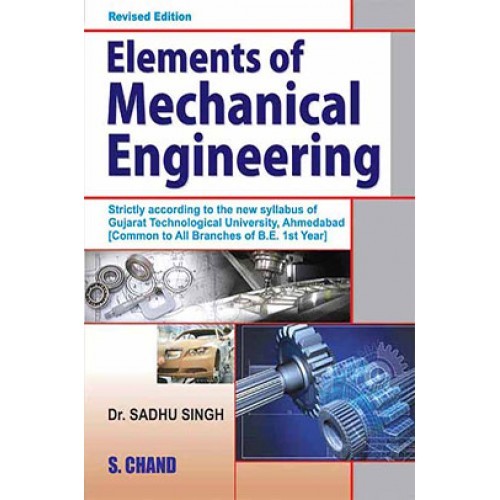 Revised Edition
Elements of
Mechanical
Engineering
Strictly according to the new syllabus of
Gujarat Technological University, Ahmedabad
[Common to All Branches of B.E. 1st Year]
Dr. SADHU SINGH
S. CHAND